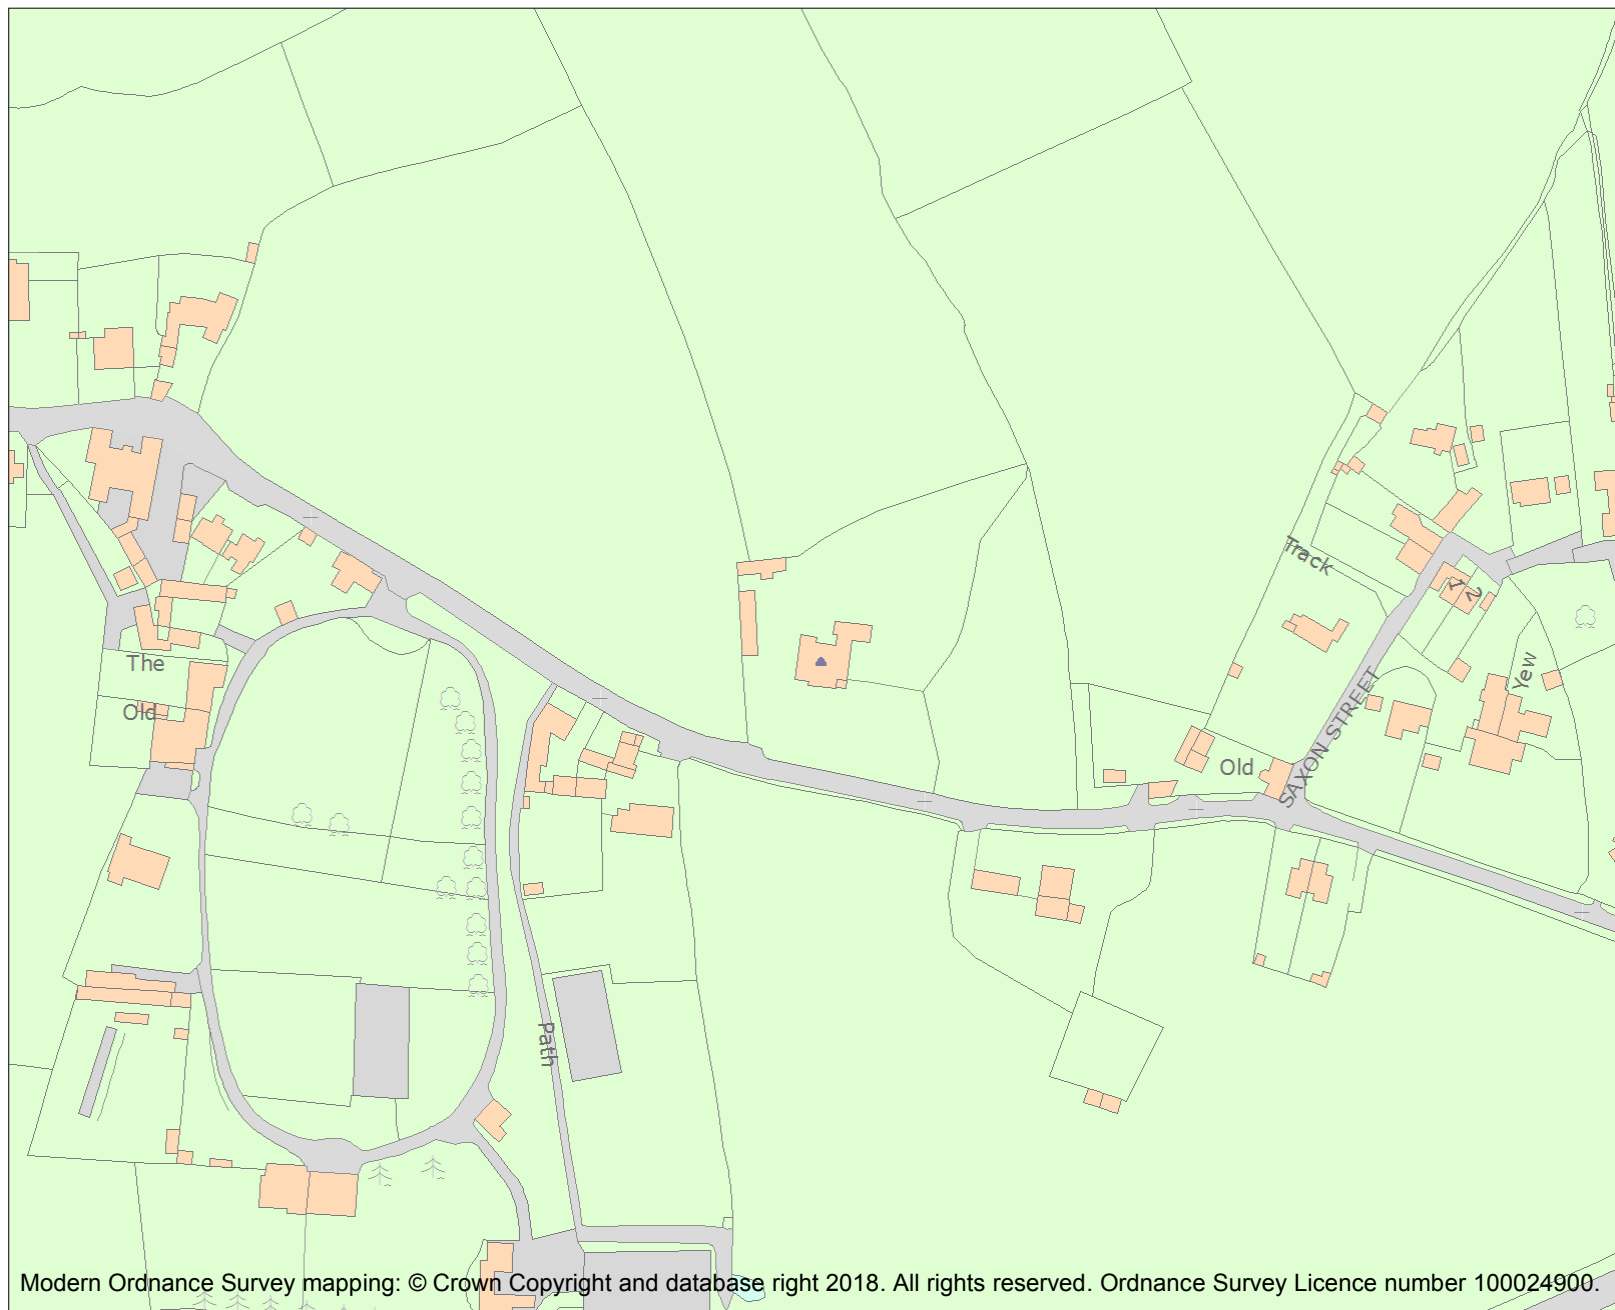 Track
1
2
The
Yew
Old
Old
SAXON STREET
Path
Modern Ordnance Survey mapping: © Crown Copyright and database right 2018. All rights reserved. Ordnance Survey Licence number 100024900.